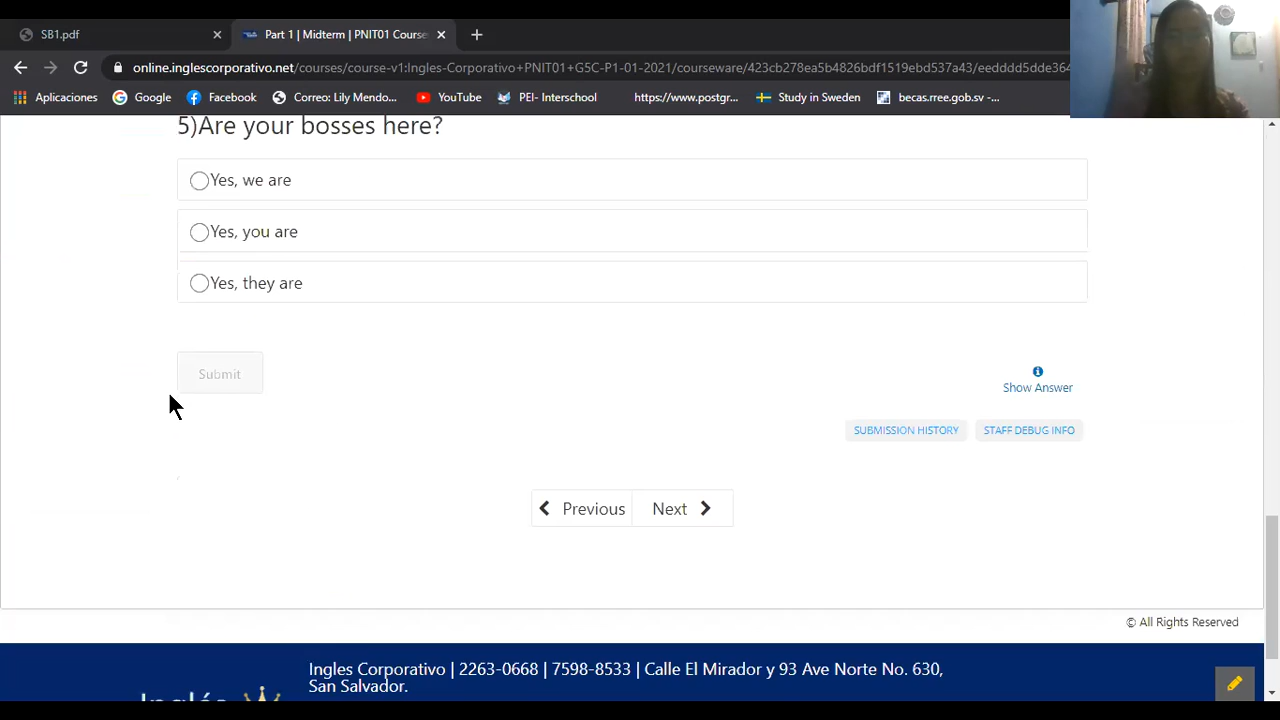 SB1.pdf
Part 1 | Midterm | PNIT01 Course
online.inglescorporativo.net/courses/course-v1:Ingles-Corporativo+PNIT01+G5C-P1-01-2021/courseware/423cb278ea5b4826bdf1519ebd537a43/eedddd5dde364
Aplicaciones
Google
Facebook
Correo: Lily Mendo...
YouTube
PEI- Interschool
https://www.postgr...
Study in Sweden
becas.rree.gob.sv -...
5)Are your bosses here?
Yes, we are
Yes, you are
Yes, they are
Submit
Show Answer
SUBMISSION HISTORY
STAFF DEBUG INFO
Previous
Next
© All Rights Reserved
Ingles Corporativo | 2263-0668 | 7598-8533 | Calle El Mirador y 93 Ave Norte No. 630,
San Salvador.
Inglés